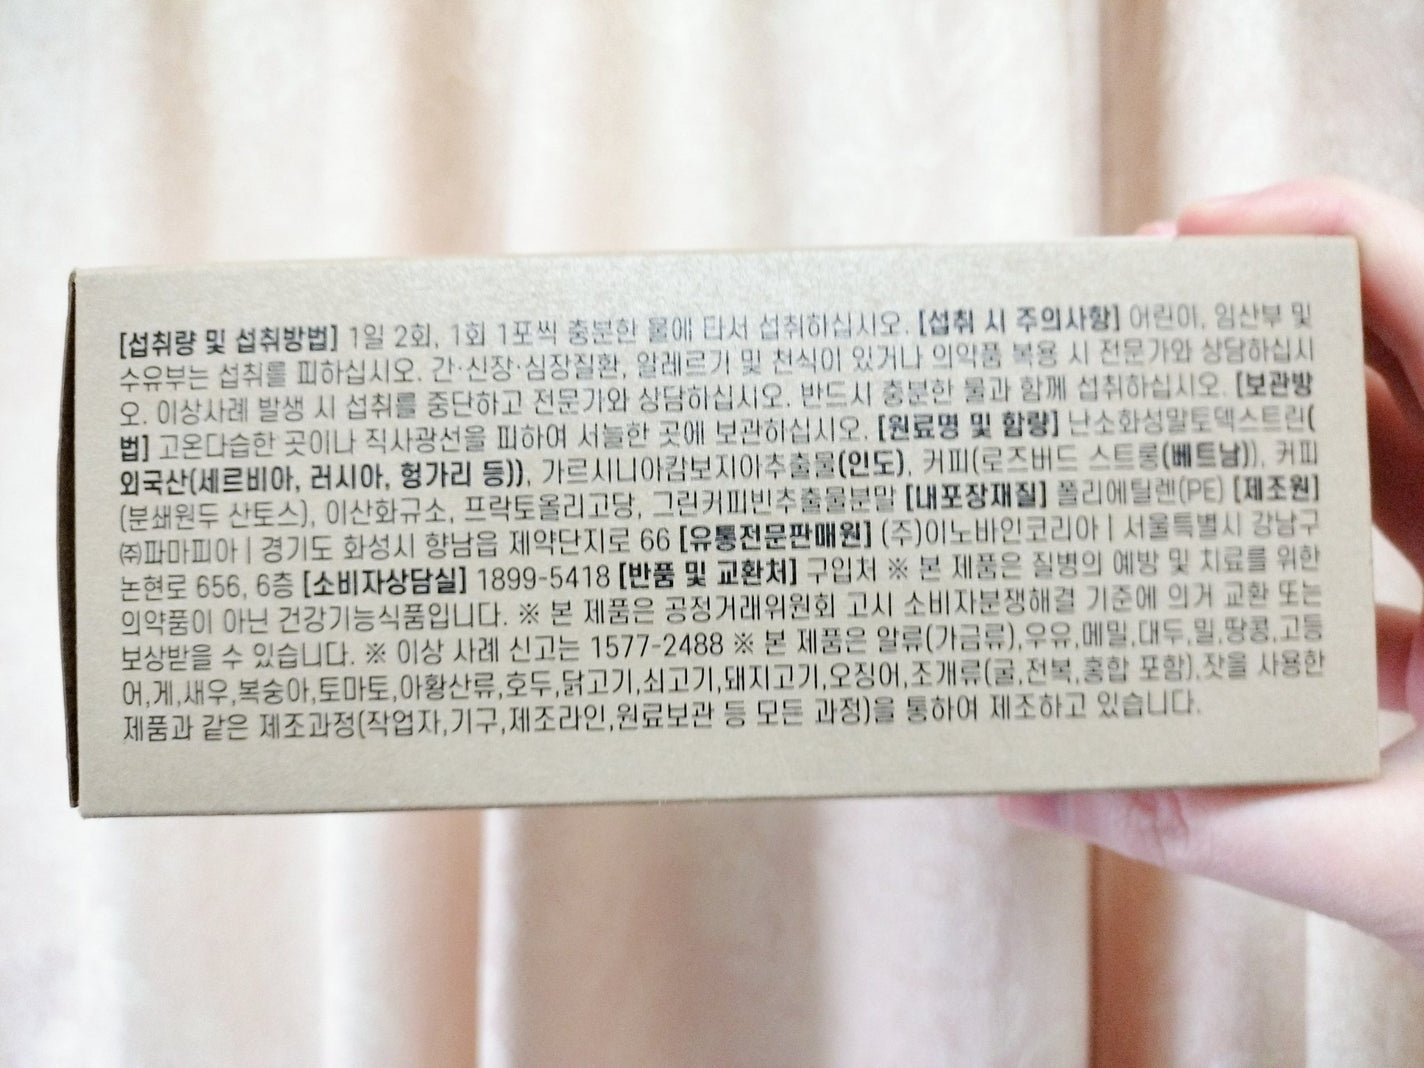 [섭취량 및 섭취방법] 1일 2회, 1회 1포씩 충분한 물에 타서 섭취하십시오. [섭취 시 주의사항] 어린이, 임산부 및
수유부는 섭취를 피하십시오. 간·신장·심장질환, 알레르기 및 천식이 있거나 의약품 복용 시 전문가와 상담하십시
오. 이상사례 발생 시 섭취를 중단하고 전문가와 상담하십시오. 반드시 충분한 물과 함께 섭취하십시오. [보관방
법] 고온다습한 곳이나 직사광선을 피하여 서늘한 곳에 보관하십시오. [원료명 및 함량] 난소화성말토덱스트린(
외국산(세르비아, 러시아, 헝가리 등)), 가르시니아캄보지아추출물(인도), 커피(로즈버드 스트롱(베트남)), 커피
(분쇄원두 산토스), 이산화규소, 프락토올리고당, 그린커피빈추출물분말 [내포장재질] 폴리에틸렌(PE) [제조원]
㈜파마피아 | 경기도 화성시 향남읍 제약단지로 66 [유통전문판매원] (주)이노바인코리아 | 서울특별시 강남구
논현로 656, 6층 [소비자상담실] 1899-5418 [반품 및 교환처] 구입처 ※ 본 제품은 질병의 예방 및 치료를 위한
의약품이 아닌 건강기능식품입니다. ※ 본 제품은 공정거래위원회 고시 소비자분쟁해결 기준에 의거 교환 또는
보상받을 수 있습니다. ※ 이상 사례 신고는 1577-2488 ※ 본 제품은 알류(가금류),우유,메밀,대두,밀,땅콩,고등
어,게,새우,복숭아,토마토,아황산류,호두,닭고기,쇠고기,돼지고기,오징어,조개류(굴,전복,홍합 포함),잣을 사용한
제품과 같은 제조과정(작업자,기구,제조라인,원료보관 등 모든 과정)을 통하여 제조하고 있습니다.